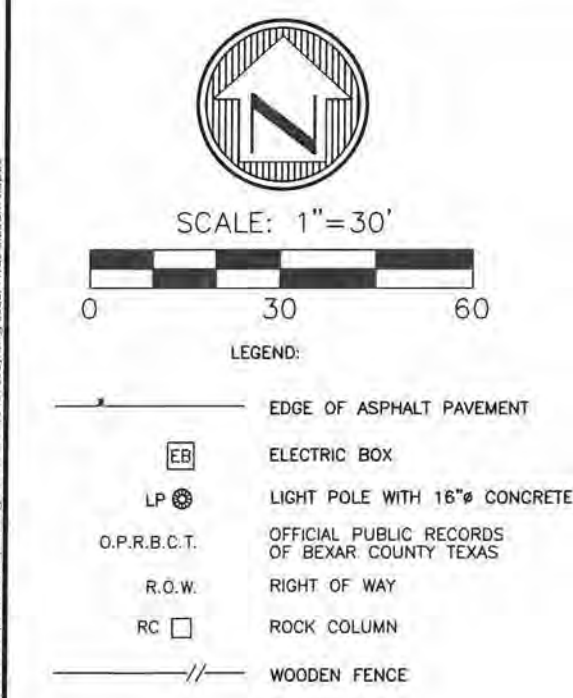 N
SCALE: 1"=30'
0 30 60
LEGEND:
EDGE OF ASPHALT PAVEMENT
EB ELECTRIC BOX
LP LIGHT POLE WITH 16"ø CONCRETE
O.P.R.B.C.T. OFFICIAL PUBLIC RECORDS
OF BEXAR COUNTY TEXAS
R.O.W. RIGHT OF WAY
RC ROCK COLUMN
WOODEN FENCE